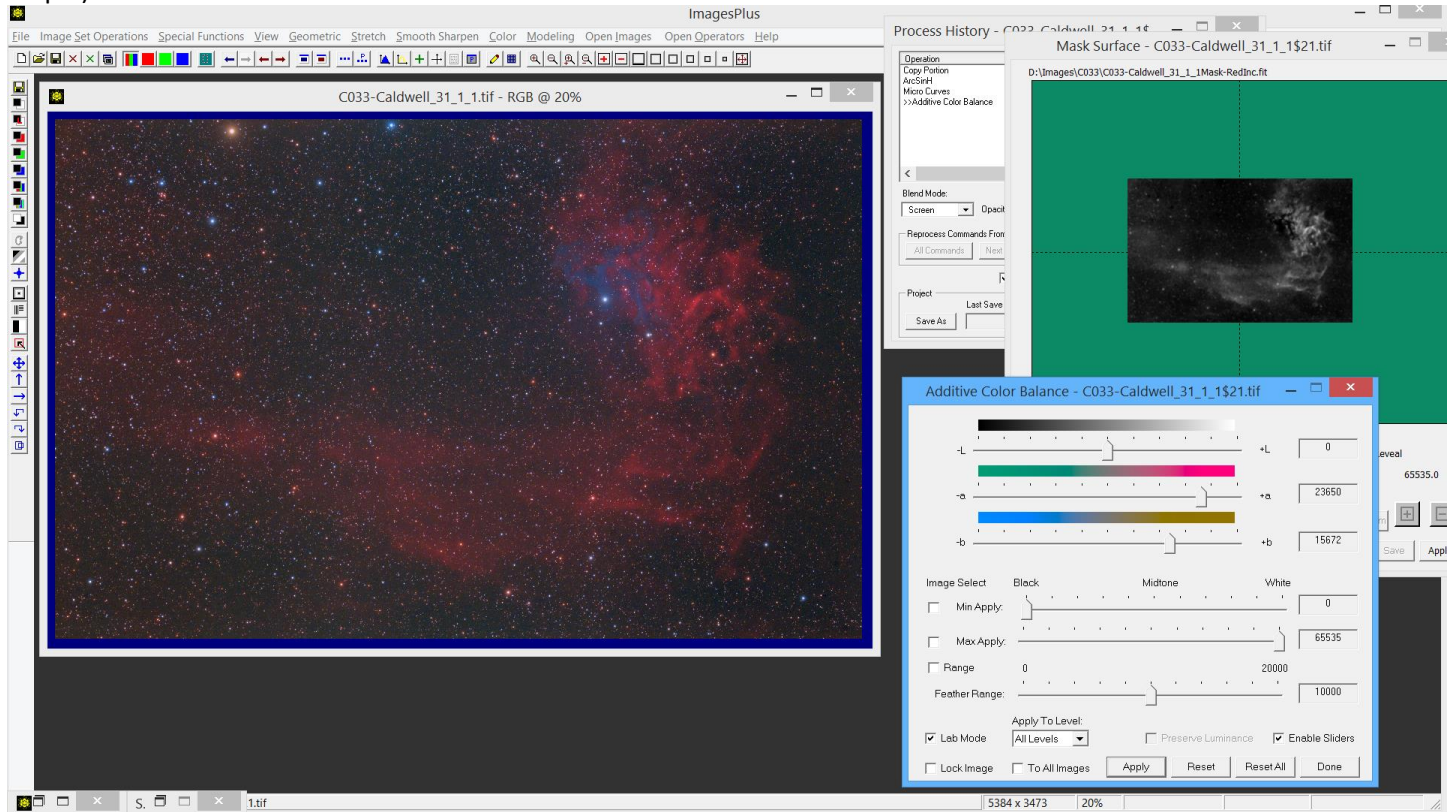 ImagesPlus
File Image Set Operations Special Functions View Geometric Stretch Smooth Sharpen Color Modeling Open Images Open Operators Help
C033-Caldwell_31_1_1.tif - RGB @ 20%
Process History - C033-Caldwell_31_1_1$
Operation
Copy Portion
ArcSinH
Micro Curves
>>Additive Color Balance
Blend Mode:
Screen Opacit
Reprocess Commands From
All Commands Next
Project
Last Save
Save As
Mask Surface - C033-Caldwell_31_1_1$21.tif
D:\Images\C033\C033-Caldwell_31_1_1Mask-RedInc.fit
eveal
65535.0
Save Appl
Additive Color Balance - C033-Caldwell_31_1_1$21.tif
-L +L 0
-a +a 23650
-b +b 15672
Image Select Black Midtone White
Min Apply: 0
Max Apply: 65535
Range 0 20000
Feather Range: 10000
Apply To Level:
Lab Mode All Levels Preserve Luminance Enable Sliders
Lock Image To All Images Apply Reset Reset All Done
S. 1.tif 5384 x 3473 20%